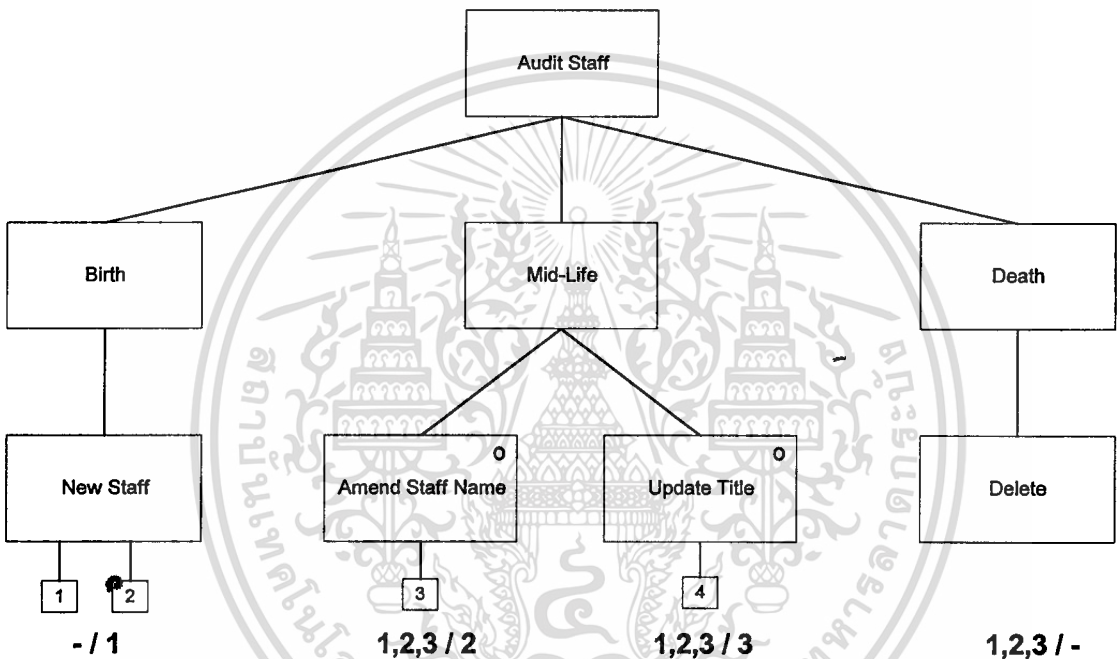 Audit Staff
Birth
Mid-Life
Death
New Staff
O
Amend Staff Name
O
Update Title
Delete
1
2
3
4
- / 1
1,2,3 / 2
1,2,3 / 3
1,2,3 / -